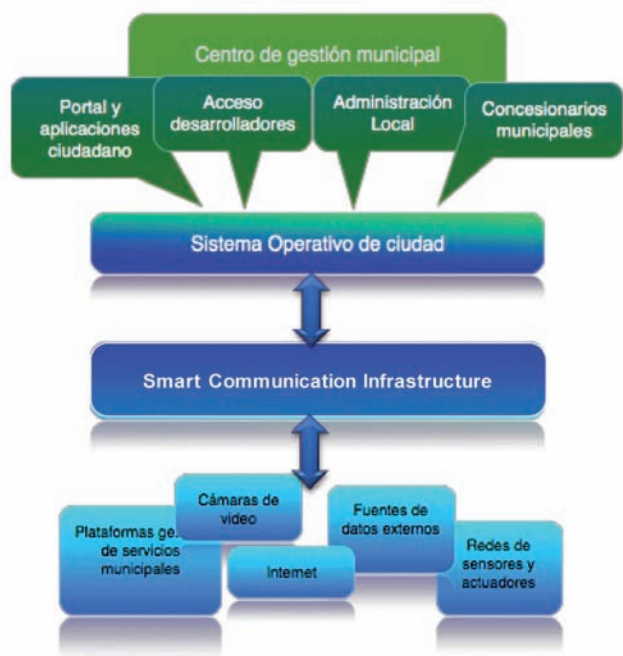 Centro de gestión municipal
Portal y
aplicaciones
ciudadano
Acceso
desarrolladores
Administración
Local
Concesionarios
municipales
Sistema Operativo de ciudad
Smart Communication Infrastructure
Plataformas ge
de servicios
municipales
Cámaras de
video
Internet
Fuentes de
datos externos
Redes de
sensores y
actuadores